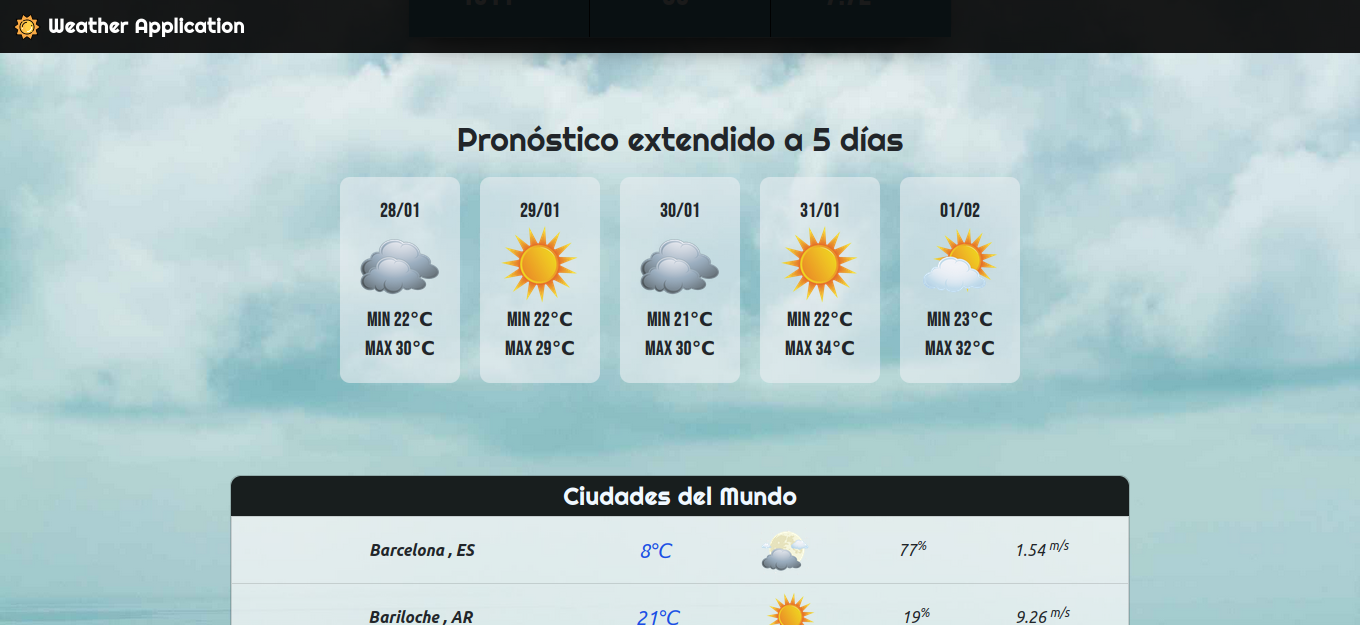 Weather Application
Pronóstico extendido a 5 días
28/01
MIN 22°C
MAX 30°C
29/01
MIN 22°C
MAX 29°C
30/01
MIN 21°C
MAX 30°C
31/01
MIN 22°C
MAX 34°C
01/02
MIN 23°C
MAX 32°C
Ciudades del Mundo
Barcelona , ES 8°C 77% 1.54 m/s
Bariloche , AR 21°C 19% 9.26 m/s